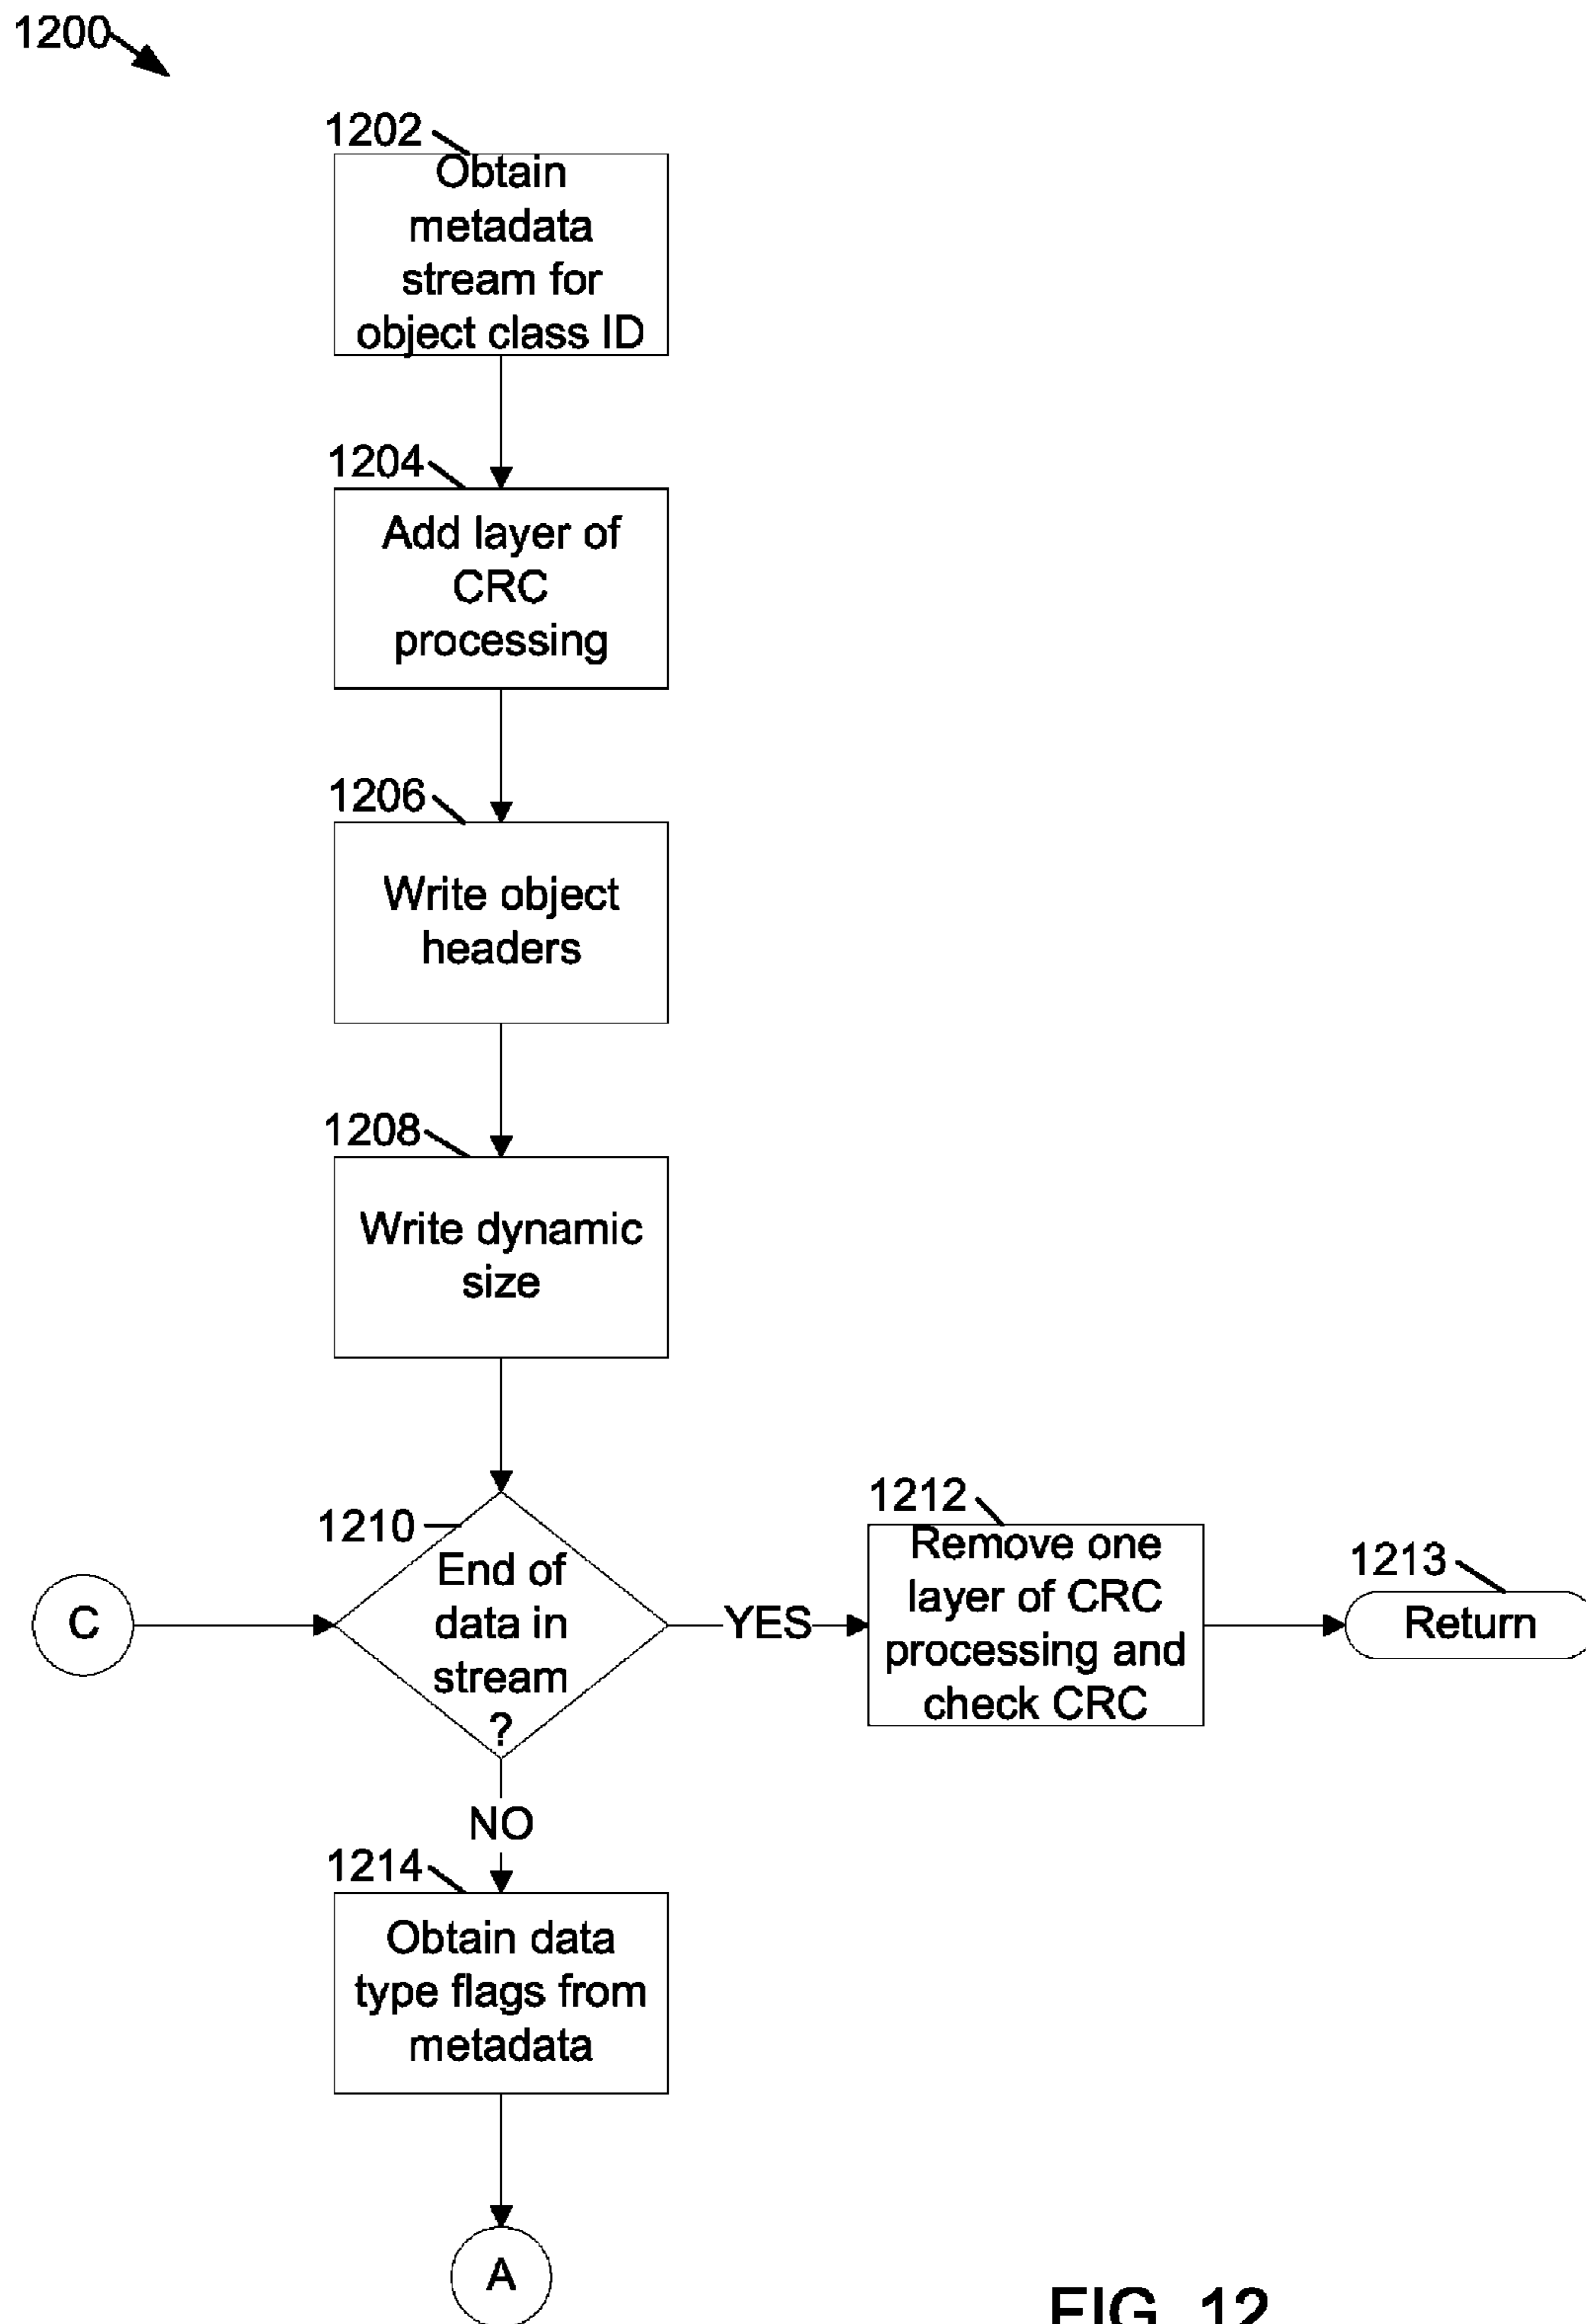 1200
1202
Obtain
metadata
stream for
object class ID
1204
Add layer of
CRC
processing
1206
Write object
headers
1208
Write dynamic
size
1210
End of
data in
stream
?
C
YES
1212
Remove one
layer of CRC
processing and
check CRC
1213
Return
NO
1214
Obtain data
type flags from
metadata
A
FIG. 12